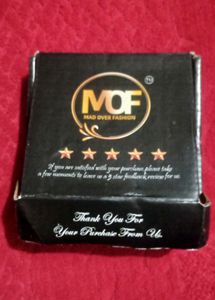 TM
MOF
MAD OVER FASHION
If you are satisfied with your purchase please take
a few moments to leave us a 5 star feedback, review for us
Thank You For
Your Purchase From Us.